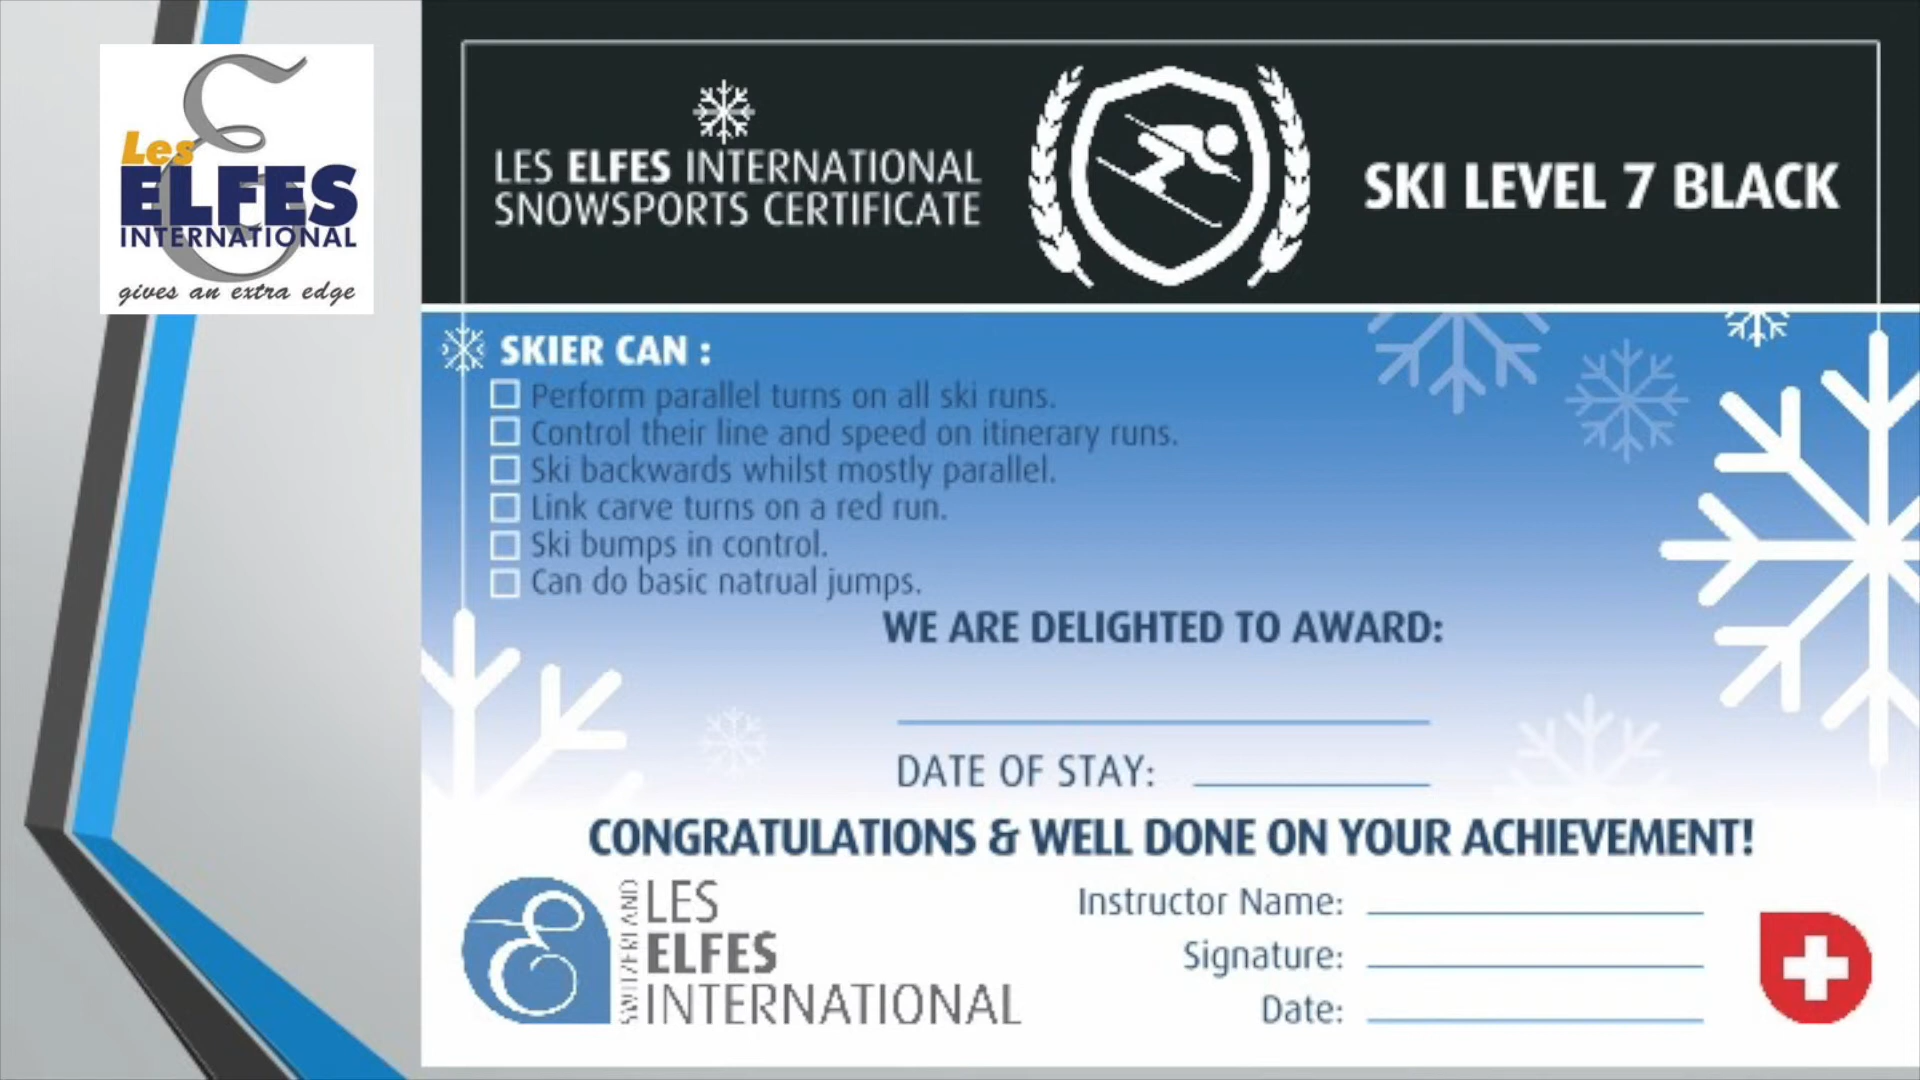 Les
ELFES
INTERNATIONAL
gives an extra edge
LES ELFES INTERNATIONAL
SNOWSPORTS CERTIFICATE
SKI LEVEL 7 BLACK
SKIER CAN :
Perform parallel turns on all ski runs.
Control their line and speed on itinerary runs.
Ski backwards whilst mostly parallel.
Link carve turns on a red run.
Ski bumps in control.
Can do basic natrual jumps.
WE ARE DELIGHTED TO AWARD:
DATE OF STAY:
CONGRATULATIONS & WELL DONE ON YOUR ACHIEVEMENT!
SWITZERLAND
LES
ELFES
INTERNATIONAL
Instructor Name:
Signature:
Date: